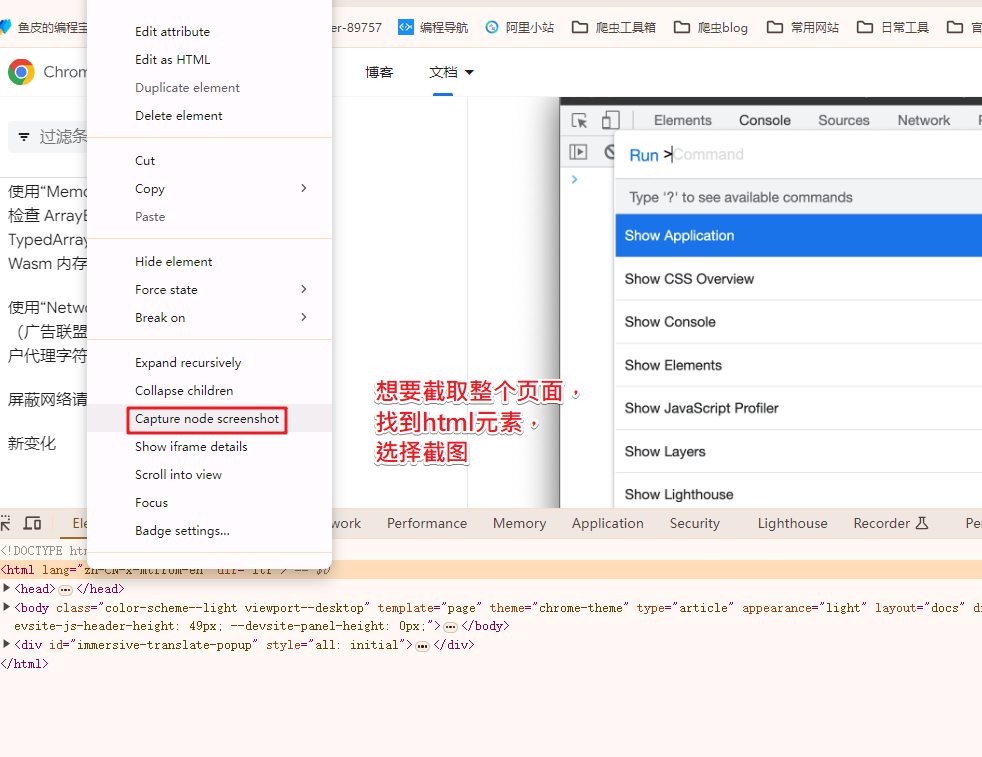 鱼皮的编程宝
er-89757
编程导航
阿里小站
爬虫工具箱
爬虫blog
常用网站
日常工具
官
Chrom
博客
文档
过滤条
使用“Memo
检查 ArrayB
TypedArray
Wasm 内存
使用“Netwo
（广告联盟
户代理字符
屏蔽网络请
新变化
Edit attribute
Edit as HTML
Duplicate element
Delete element
Cut
Copy
Paste
Hide element
Force state
Break on
Expand recursively
Collapse children
Capture node screenshot
Show iframe details
Scroll into view
Focus
Badge settings...
想要截取整个页面，
找到html元素，
选择截图
Elements Console Sources Network
Run >Command
Type '?' to see available commands
Show Application
Show CSS Overview
Show Console
Show Elements
Show JavaScript Profiler
Show Layers
Show Lighthouse
Ele work Performance Memory Application Security Lighthouse Recorder Pe
<!DOCTYPE htm
<html lang="zh-CN-x-mtfrom-en" dir="ltr"> == $0
<head> … </head>
<body class="color-scheme--light viewport--desktop" template="page" theme="chrome-theme" type="article" appearance="light" layout="docs" di
evsite-js-header-height: 49px; --devsite-panel-height: 0px;"> … </body>
<div id="immersive-translate-popup" style="all: initial"> … </div>
</html>